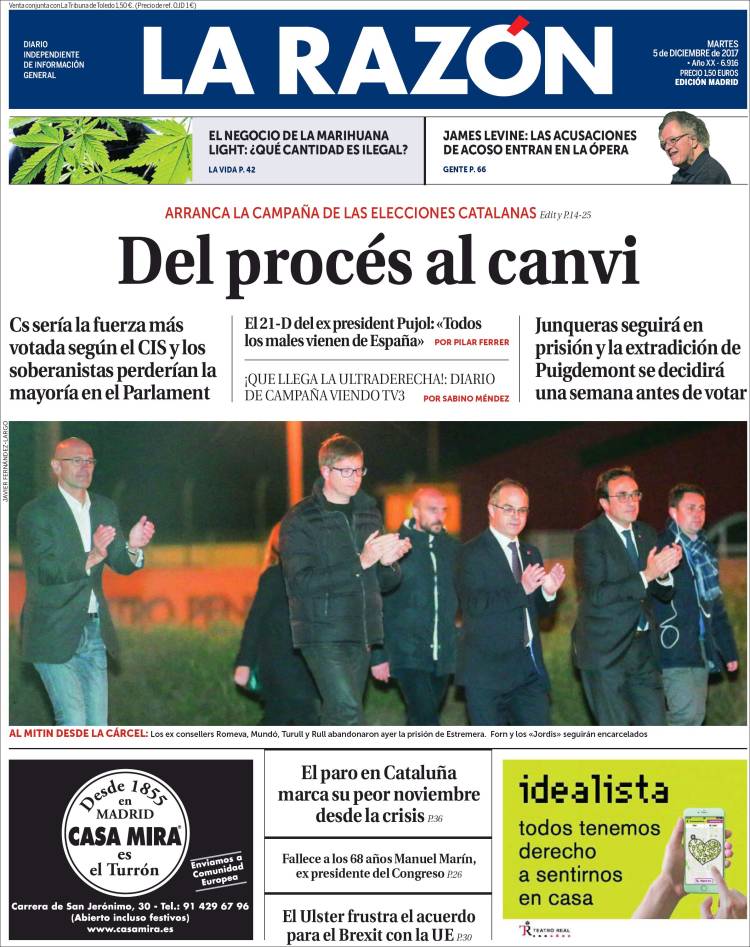 Venta conjunta con La Tribuna de Toledo 1,50 €. (Precio de ref. OJD 1 €)
DIARIO
INDEPENDIENTE
DE INFORMACIÓN
GENERAL
LA RAZÓN
MARTES
5 de DICIEMBRE de 2017
• Año XX - 6.916
PRECIO 1,50 EUROS
EDICIÓN MADRID
EL NEGOCIO DE LA MARIHUANA
LIGHT: ¿QUÉ CANTIDAD ES ILEGAL?
LA VIDA P. 42
JAMES LEVINE: LAS ACUSACIONES
DE ACOSO ENTRAN EN LA ÓPERA
GENTE P. 66
ARRANCA LA CAMPAÑA DE LAS ELECCIONES CATALANAS Edit y P.14-25
Del procés al canvi
Cs sería la fuerza más
votada según el CIS y los
soberanistas perderían la
mayoría en el Parlament
El 21-D del ex president Pujol: «Todos
los males vienen de España» POR PILAR FERRER
¡QUE LLEGA LA ULTRADERECHA!: DIARIO
DE CAMPAÑA VIENDO TV3 POR SABINO MÉNDEZ
Junqueras seguirá en
prisión y la extradición de
Puigdemont se decidirá
una semana antes de votar
JAVIER FERNÁNDEZ-LARGO
AL MITIN DESDE LA CÁRCEL: Los ex consellers Romeva, Mundó, Turull y Rull abandonaron ayer la prisión de Estremera. Forn y los «Jordis» seguirán encarcelados
Desde 1855
en
MADRID
CASA MIRA
es
el Turrón
Enviamos a
Comunidad
Europea
Carrera de San Jerónimo, 30 - Tel.: 91 429 67 96
(Abierto incluso festivos)
www.casamira.es
El paro en Cataluña
marca su peor noviembre
desde la crisis P.36
Fallece a los 68 años Manuel Marín,
ex presidente del Congreso P.26
El Ulster frustra el acuerdo
para el Brexit con la UE P.30
idealista
todos tenemos
derecho
a sentirnos
en casa
TR TEATRO REAL